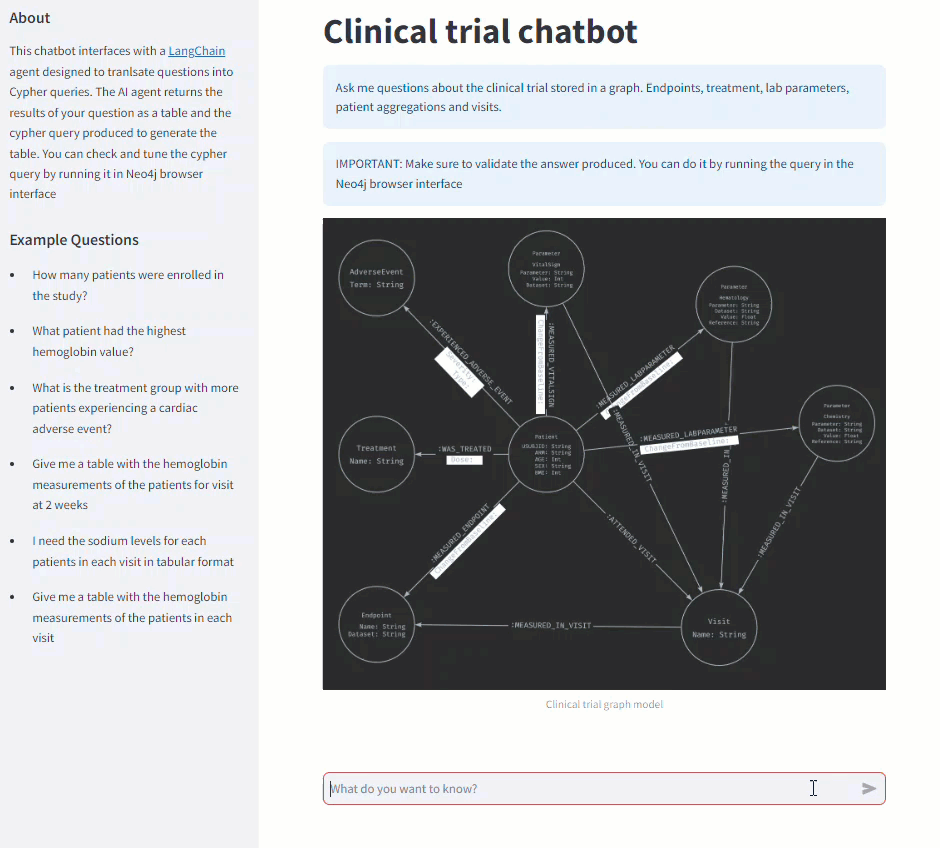 About
This chatbot interfaces with a LangChain
agent designed to tranlsate questions into
Cypher queries. The AI agent returns the
results of your question as a table and the
cypher query produced to generate the
table. You can check and tune the cypher
query by running it in Neo4j browser
interface
Example Questions
• How many patients were enrolled in
the study?
• What patient had the highest
hemoglobin value?
• What is the treatment group with more
patients experiencing a cardiac
adverse event?
• Give me a table with the hemoglobin
measurements of the patients for visit
at 2 weeks
• I need the sodium levels for each
patients in each visit in tabular format
• Give me a table with the hemoglobin
measurements of the patients in each
visit
Clinical trial chatbot
Ask me questions about the clinical trial stored in a graph. Endpoints, treatment, lab parameters,
patient aggregations and visits.
IMPORTANT: Make sure to validate the answer produced. You can do it by running the query in the
Neo4j browser interface
AdverseEvent
Term: String
Parameter
VitalSign
Parameter: String
Value: Int
Dataset: String
Parameter
Hematology
Parameter: String
Dataset: String
Value: Float
Reference: String
:EXPERIENCED_ADVERSE_EVENT
Severity:
Type:
:MEASURED_VITALSIGN
ChangeFromBaseline:
:MEASURED_LABPARAMETER
Parameter
Chemistry
Parameter: String
Dataset: String
Value: Float
Reference: String
:MEASURED_LABPARAMETER
ChangeFromBaseline:
Treatment
Name: String
:WAS_TREATED
Dose:
Patient
USUBJID: String
ARM: String
AGE: Int
SEX: String
BMI: Int
:MEASURED_IN_VISIT
:MEASURED_IN
:MEASURED_IN_VISIT
:MEASURED_ENDPOINT
ChangeFromBaseline:
:ATTENDED_VISIT
Endpoint
Name: String
Dataset: String
:MEASURED_IN_VISIT
Visit
Name: String
Clinical trial graph model
What do you want to know?